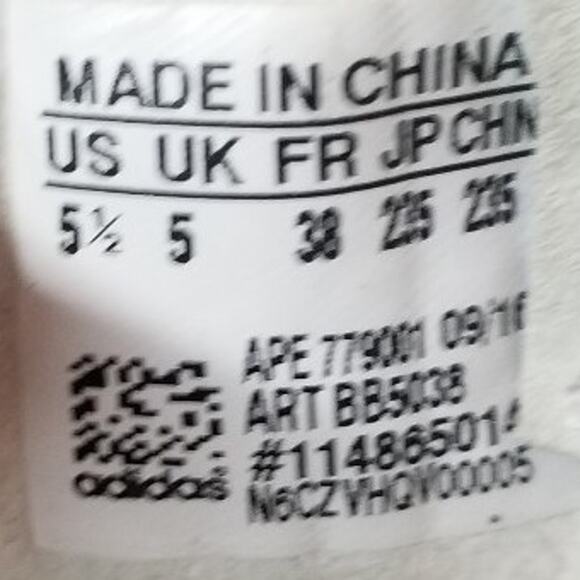 MADE IN CHINA
US UK FR JP CHN
5½ 5 38 235 235
APE 779001 09/16
ART BB5038
#11486501
adidas
N6CZVHQV00005